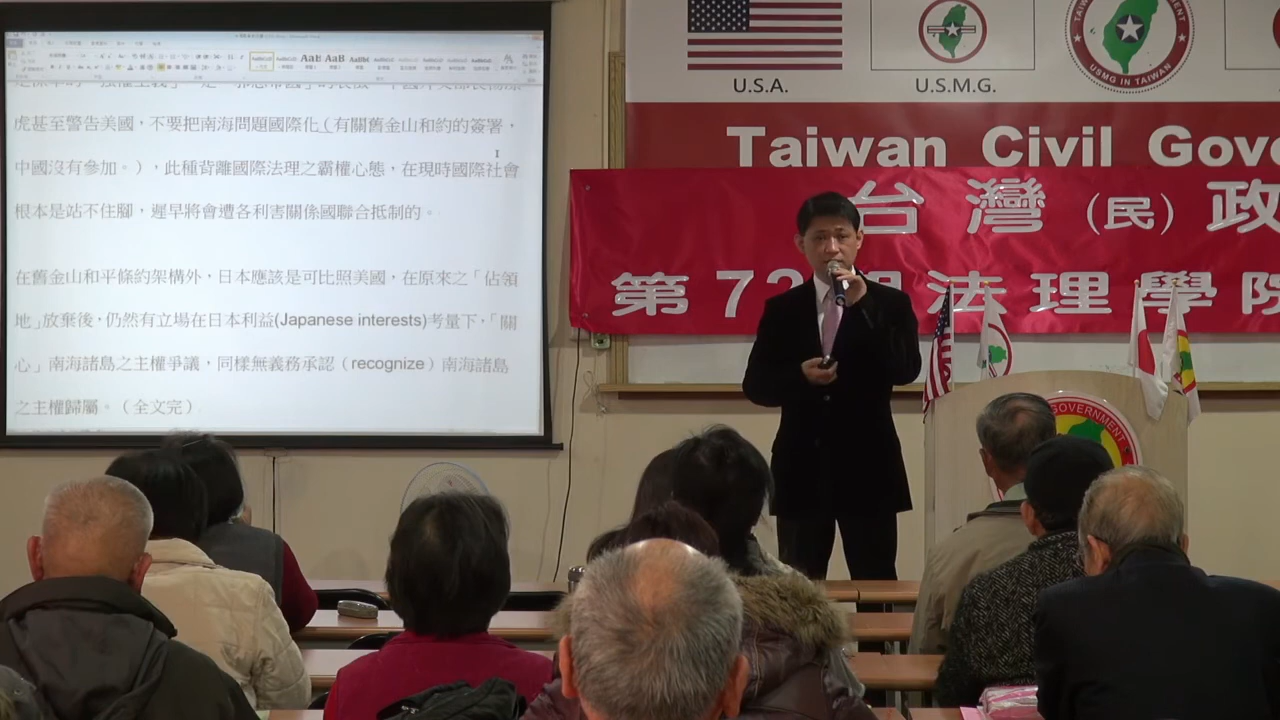 虎甚至警告美國，不要把南海問題國際化（有關舊金山和約的簽署，
中國沒有參加。），此種背離國際法理之霸權心態，在現時國際社會
根本是站不住腳，遲早將會遭各利害關係國聯合抵制的。
在舊金山和平條約架構外，日本應該是可比照美國，在原來之「佔領
地」放棄後，仍然有立場在日本利益(Japanese interests)考量下，「關
心」南海諸島之主權爭議，同樣無義務承認（recognize）南海諸島
之主權歸屬。（全文完）
U.S.A.
U.S.M.G.
USMG IN TAIWAN
Taiwan Civil Gove
台灣（民）政
第72期法理學院
GOVERNMENT